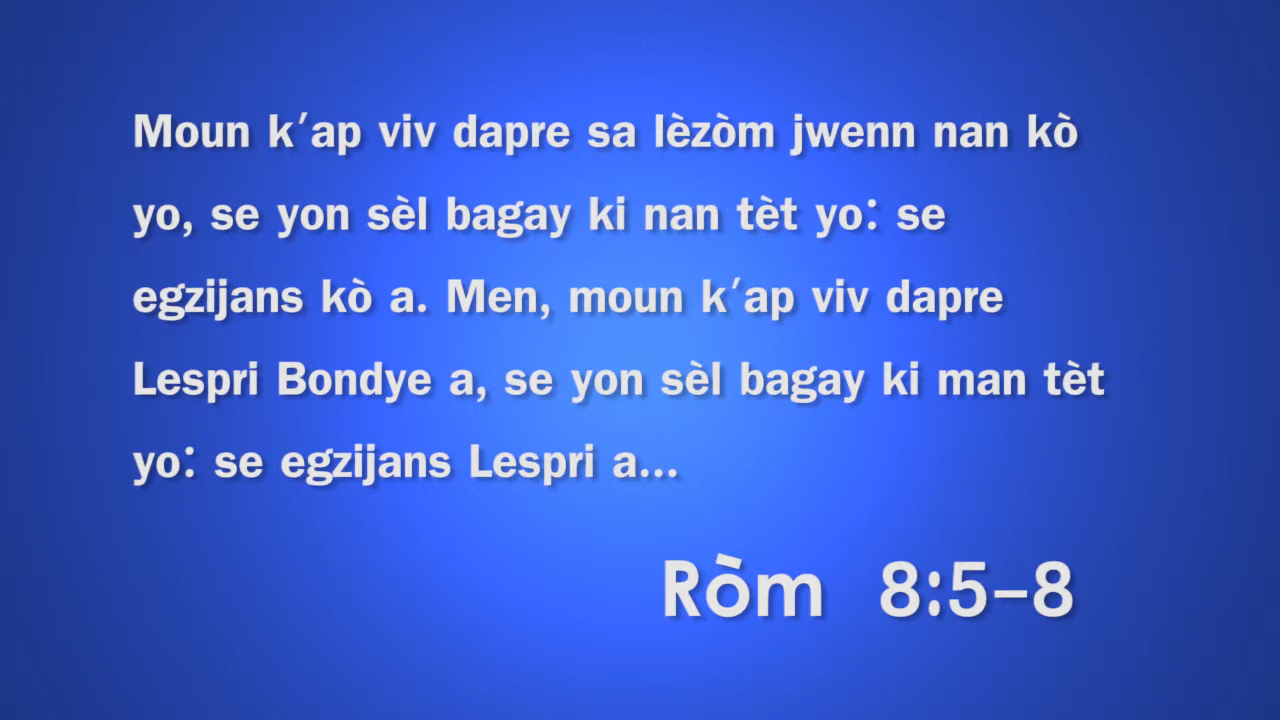 Moun k′ap viv dapre sa lèzòm jwenn nan kò
yo, se yon sèl bagay ki nan tèt yo: se
egzijans kò a. Men, moun k′ap viv dapre
Lespri Bondye a, se yon sèl bagay ki man tèt
yo: se egzijans Lespri a...
Ròm 8:5–8